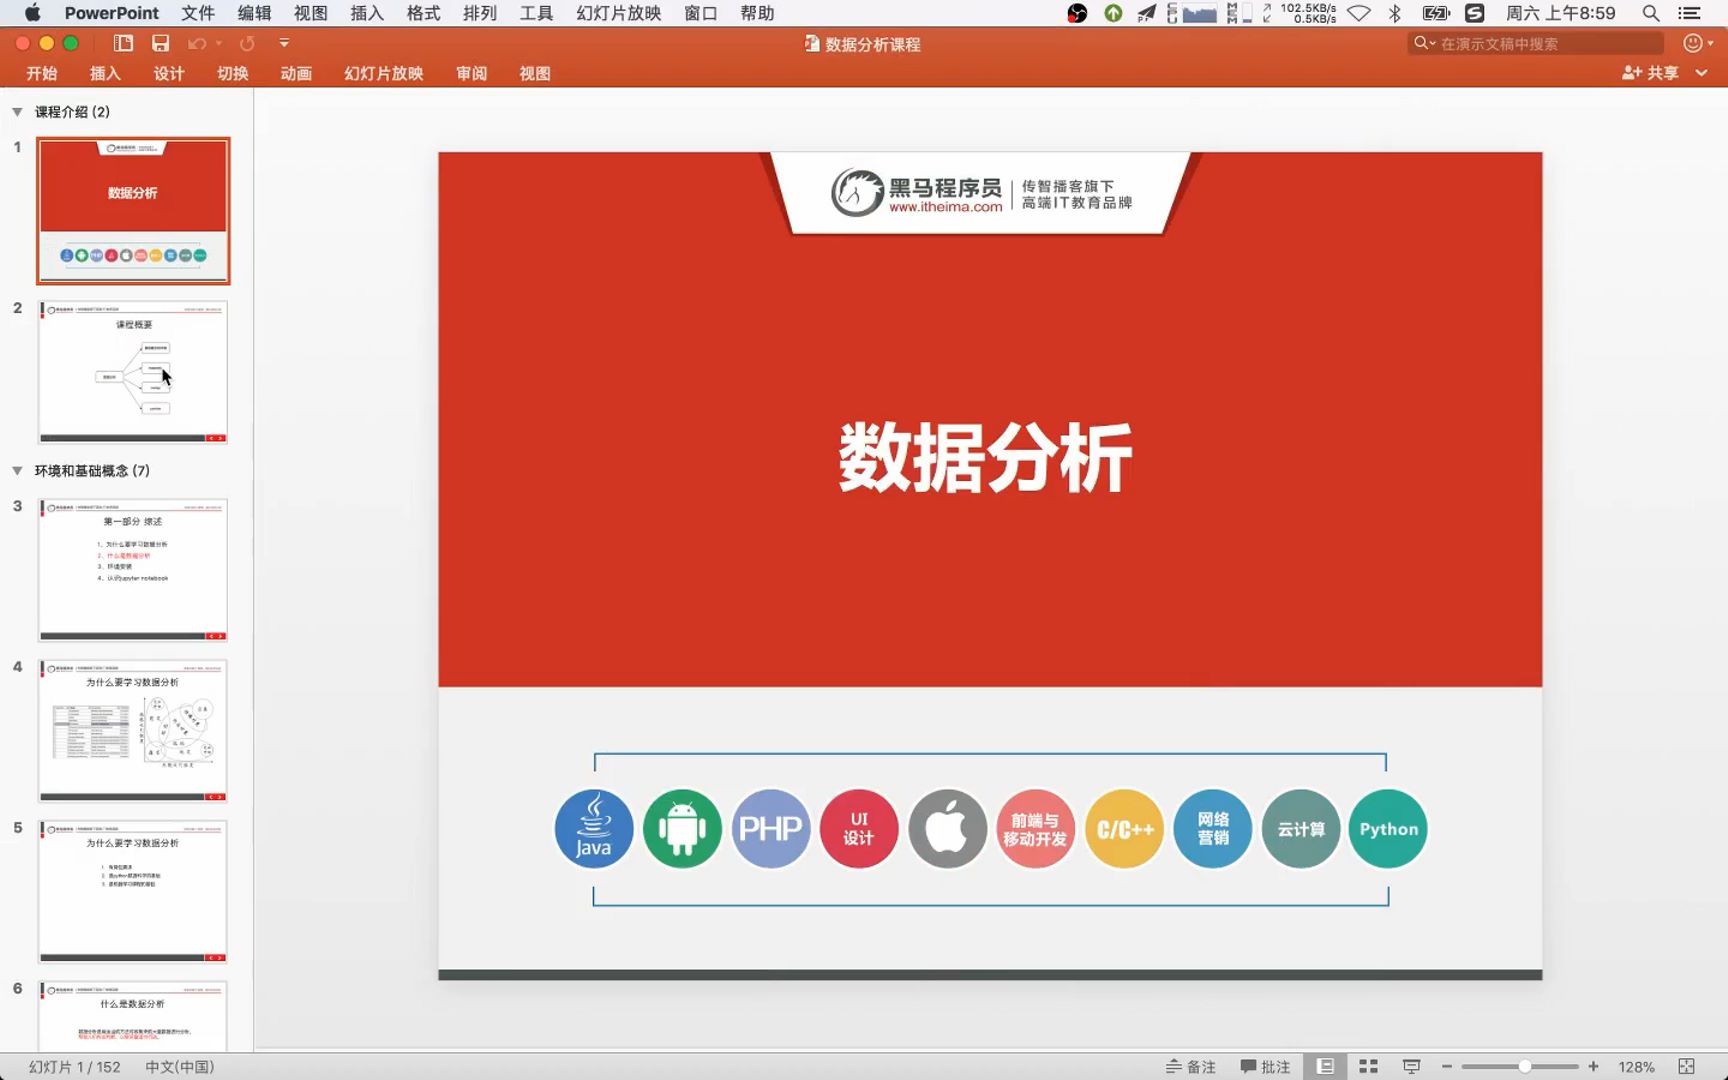 PowerPoint 文件 编辑 视图 插入 格式 排列 工具 幻灯片放映 窗口 帮助
102.5KB/s
0.5KB/s
周六 上午8:59
数据分析课程
在演示文稿中搜索
开始 插入 设计 切换 动画 幻灯片放映 审阅 视图
共享
课程介绍 (2)
1
数据分析
2
课程概要
环境和基础概念 (7)
3
第一部分 综述
1、为什么要学习数据分析
2、什么是数据分析
3、环境安装
4、认识jupyter notebook
4
为什么要学习数据分析
5
为什么要学习数据分析
6
什么是数据分析
黑马程序员
www.itheima.com
传智播客旗下
高端IT教育品牌
数据分析
Java
PHP
UI
设计
前端与
移动开发
C/C++
网络
营销
云计算
Python
幻灯片 1 / 152 中文(中国)
备注 批注 128%